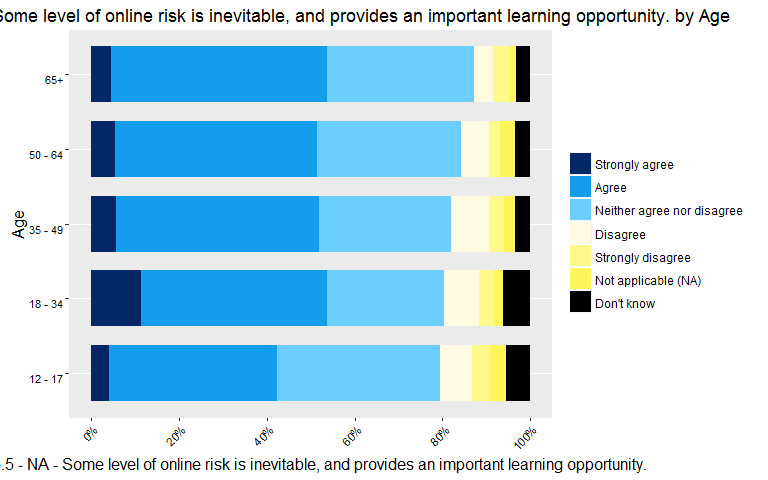 Some level of online risk is inevitable, and provides an important learning opportunity. by Age
65+
50 - 64
35 - 49
18 - 34
12 - 17
Age
0%
20%
40%
60%
80%
100%
Strongly agree
Agree
Neither agree nor disagree
Disagree
Strongly disagree
Not applicable (NA)
Don't know
.5 - NA - Some level of online risk is inevitable, and provides an important learning opportunity.